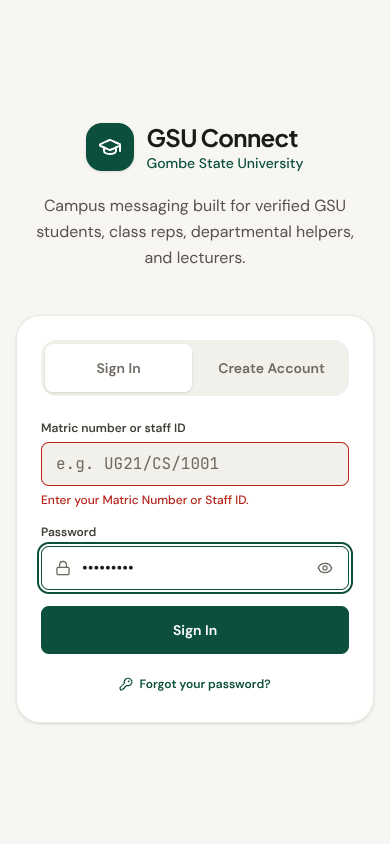 GSU Connect
Gombe State University
Campus messaging built for verified GSU
students, class reps, departmental helpers,
and lecturers.
Sign In
Create Account
Matric number or staff ID
e.g. UG21/CS/1001
Enter your Matric Number or Staff ID.
Password
•••••••••
Sign In
Forgot your password?